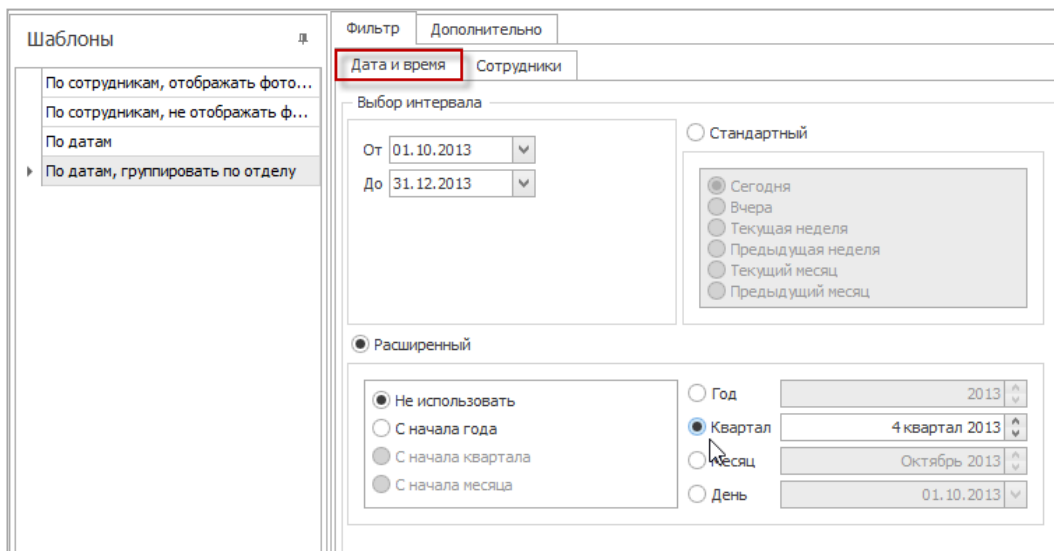 Шаблоны
По сотрудникам, отображать фото...
По сотрудникам, не отображать ф...
По датам
По датам, группировать по отделу
Фильтр Дополнительно
Дата и время Сотрудники
Выбор интервала
От 01.10.2013
До 31.12.2013
Стандартный
Сегодня
Вчера
Текущая неделя
Предыдущая неделя
Текущий месяц
Предыдущий месяц
Расширенный
Не использовать
С начала года
С начала квартала
С начала месяца
Год 2013
Квартал 4 квартал 2013
Месяц Октябрь 2013
День 01.10.2013